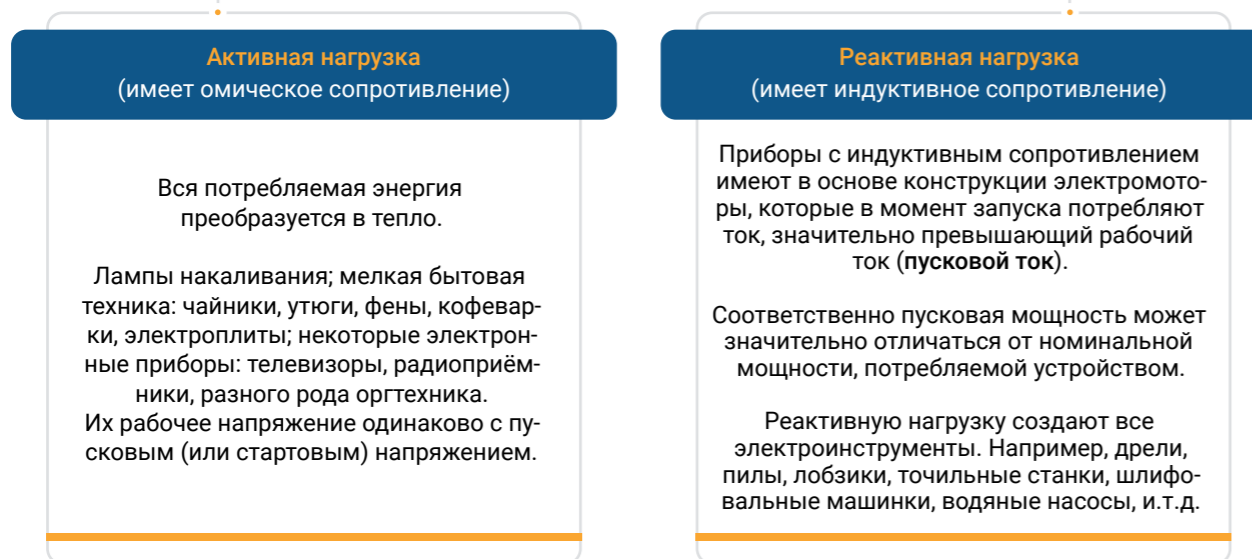 Активная нагрузка
(имеет омическое сопротивление)
Вся потребляемая энергия
преобразуется в тепло.
Лампы накаливания; мелкая бытовая
техника: чайники, утюги, фены, кофевар-
ки, электроплиты; некоторые электрон-
ные приборы: телевизоры, радиоприём-
ники, разного рода оргтехника.
Их рабочее напряжение одинаково с пу-
сковым (или стартовым) напряжением.
Реактивная нагрузка
(имеет индуктивное сопротивление)
Приборы с индуктивным сопротивлением
имеют в основе конструкции электромото-
ры, которые в момент запуска потребляют
ток, значительно превышающий рабочий
ток (пусковой ток).
Соответственно пусковая мощность может
значительно отличаться от номинальной
мощности, потребляемой устройством.
Реактивную нагрузку создают все
электроинструменты. Например, дрели,
пилы, лобзики, точильные станки, шлифо-
вальные машинки, водяные насосы, и.т.д.